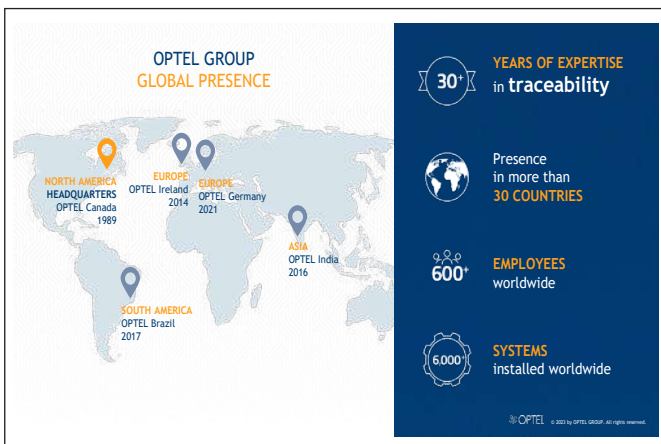 OPTEL GROUP
GLOBAL PRESENCE
NORTH AMERICA
HEADQUARTERS
OPTEL Canada
1989
EUROPE
OPTEL Ireland
2014
EUROPE
OPTEL Germany
2021
ASIA
OPTEL India
2016
SOUTH AMERICA
OPTEL Brazil
2017
30+
YEARS OF EXPERTISE
in traceability
Presence
in more than
30 COUNTRIES
600+
EMPLOYEES
worldwide
6,000+
SYSTEMS
installed worldwide
OPTEL © 2023 by OPTEL GROUP. All rights reserved.